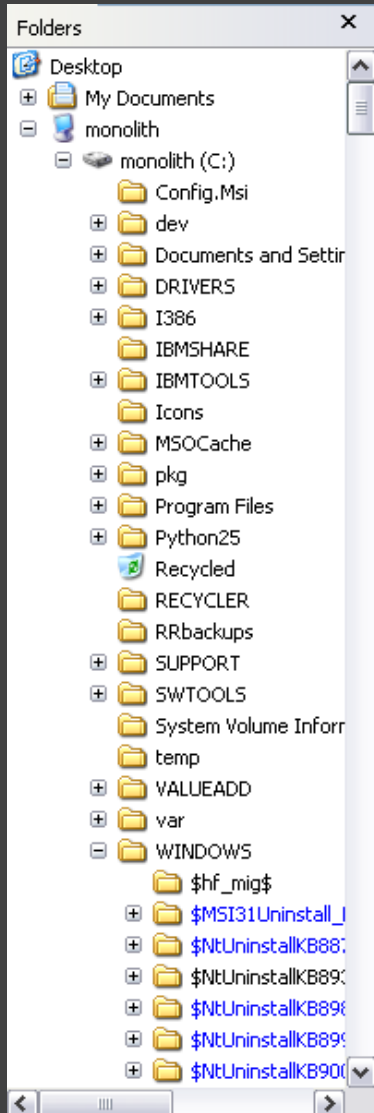 Folders
Desktop
My Documents
monolith
monolith (C:)
Config.Msi
dev
Documents and Settin
DRIVERS
I386
IBMSHARE
IBMTOOLS
Icons
MSOCache
pkg
Program Files
Python25
Recycled
RECYCLER
RRbackups
SUPPORT
SWTOOLS
System Volume Inforr
temp
VALUEADD
var
WINDOWS
$hf_mig$
$MSI31Uninstall_
$NtUninstallKB887
$NtUninstallKB893
$NtUninstallKB898
$NtUninstallKB899
$NtUninstallKB900